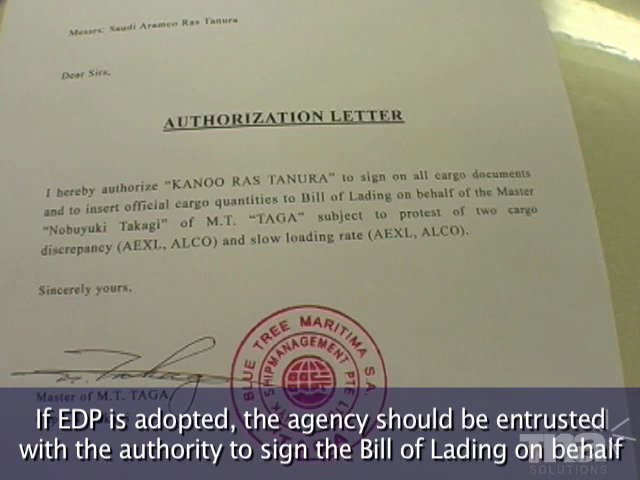 Messrs: Saudi Aramco Ras Tanura
Dear Sirs,
AUTHORIZATION LETTER
I hereby authorize "KANOO RAS TANURA" to sign on all cargo documents
and to insert official cargo quantities to Bill of Lading on behalf of the Master
"Nobuyuki Takagi" of M.T. "TAGA" subject to protest of two cargo
discrepancy (AEXL, ALCO) and slow loading rate (AEXL, ALCO).
Sincerely yours,
BLUE TREE MARITIMA S.A.
SHIPMANAGEMENT PTE
Master of M.T. TAGA
If EDP is adopted, the agency should be entrusted
with the authority to sign the Bill of Lading on behalf
SOLUTIONS